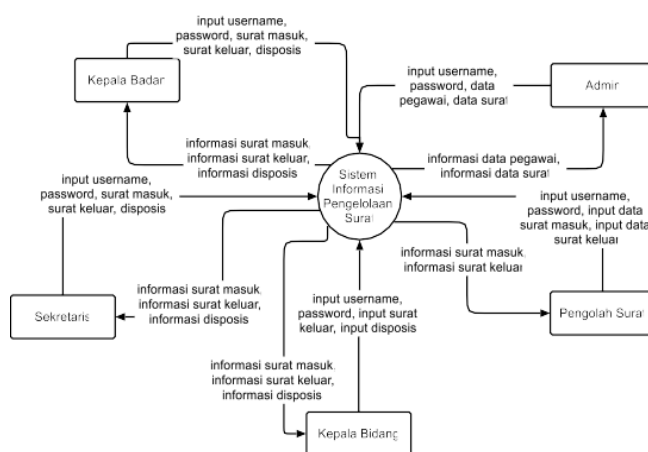 input username,
password, surat masuk,
surat keluar, disposis
Kepala Badan
input username,
password, data
pegawai, data surat
Admin
informasi surat masuk,
informasi surat keluar,
informasi disposis
Sistem
Informasi
Pengelolaan
Surat
informasi data pegawai,
informasi data surat
input username,
password, surat masuk,
surat keluar, disposis
input username,
password, input data
surat masuk, input data
surat keluar
informasi surat masuk,
informasi surat keluar
informasi surat masuk,
informasi surat keluar,
informasi disposis
Sekretaris
input username,
password, input surat
keluar, input disposis
Pengolah Surat
informasi surat masuk,
informasi surat keluar,
informasi disposis
Kepala Bidang